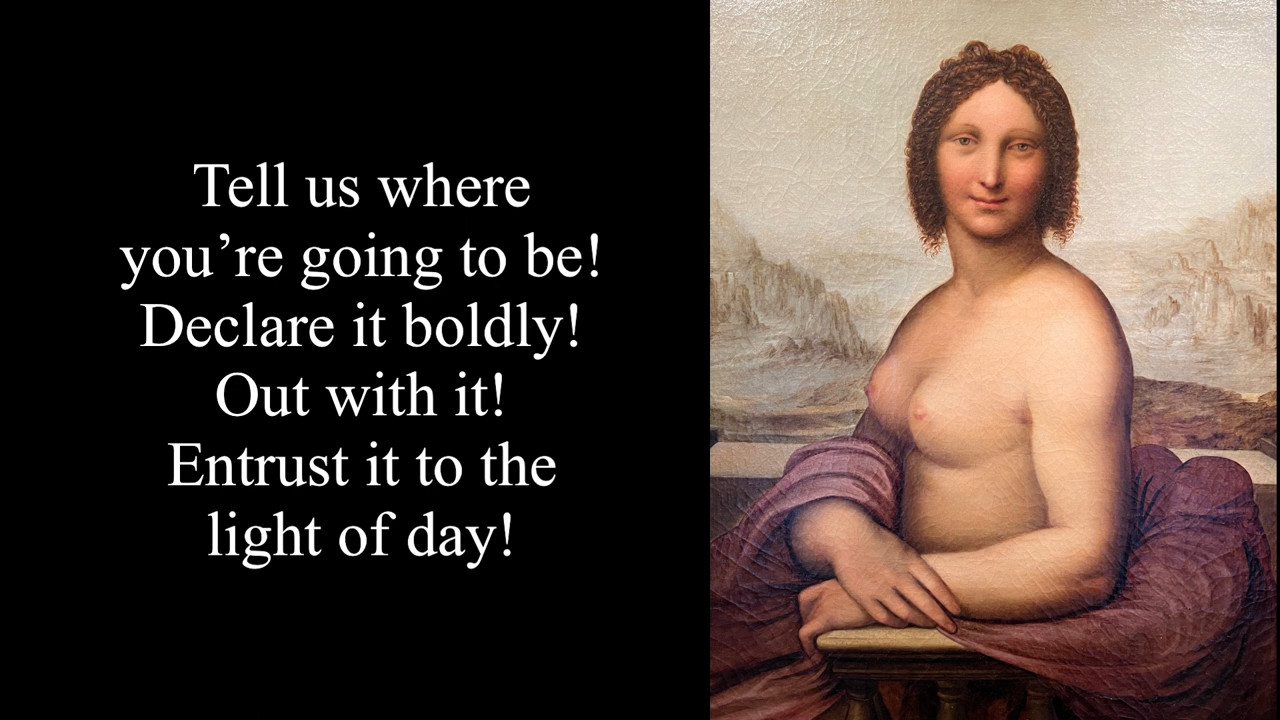 Tell us where
you’re going to be!
Declare it boldly!
Out with it!
Entrust it to the
light of day!